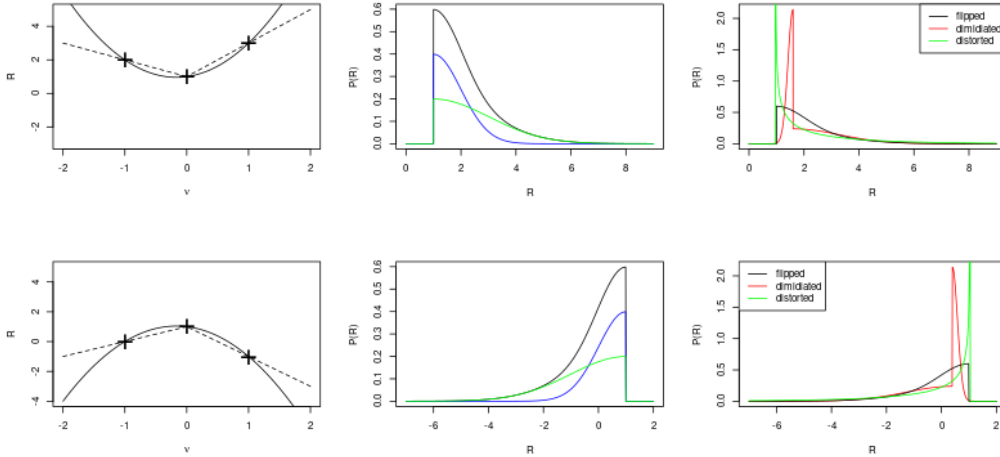 R
-2 0 2 4
-2 -1 0 1 2
ν
P(R)
0.0 0.1 0.2 0.3 0.4 0.5 0.6
0 2 4 6 8
R
P(R)
0.0 0.5 1.0 1.5 2.0
flipped
dimidiated
distorted
0 2 4 6 8
R
R
-4 -2 0 2 4
-2 -1 0 1 2
ν
P(R)
0.0 0.1 0.2 0.3 0.4 0.5 0.6
-6 -4 -2 0 2
R
P(R)
0.0 0.5 1.0 1.5 2.0
flipped
dimidiated
distorted
-6 -4 -2 0 2
R